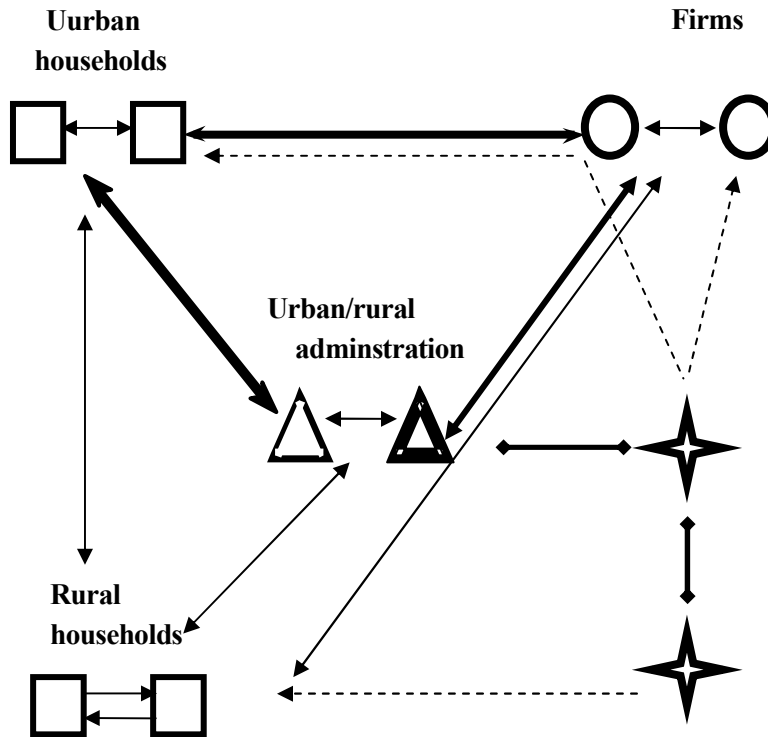 Uurban
households
Firms
Urban/rural
adminstration
Rural
households